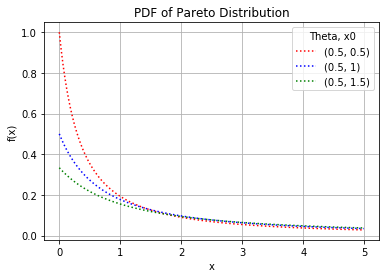 PDF of Pareto Distribution
Theta, x0
(0.5, 0.5)
(0.5, 1)
(0.5, 1.5)
1.0
0.8
0.6
0.4
0.2
0.0
f(x)
0 1 2 3 4 5
x